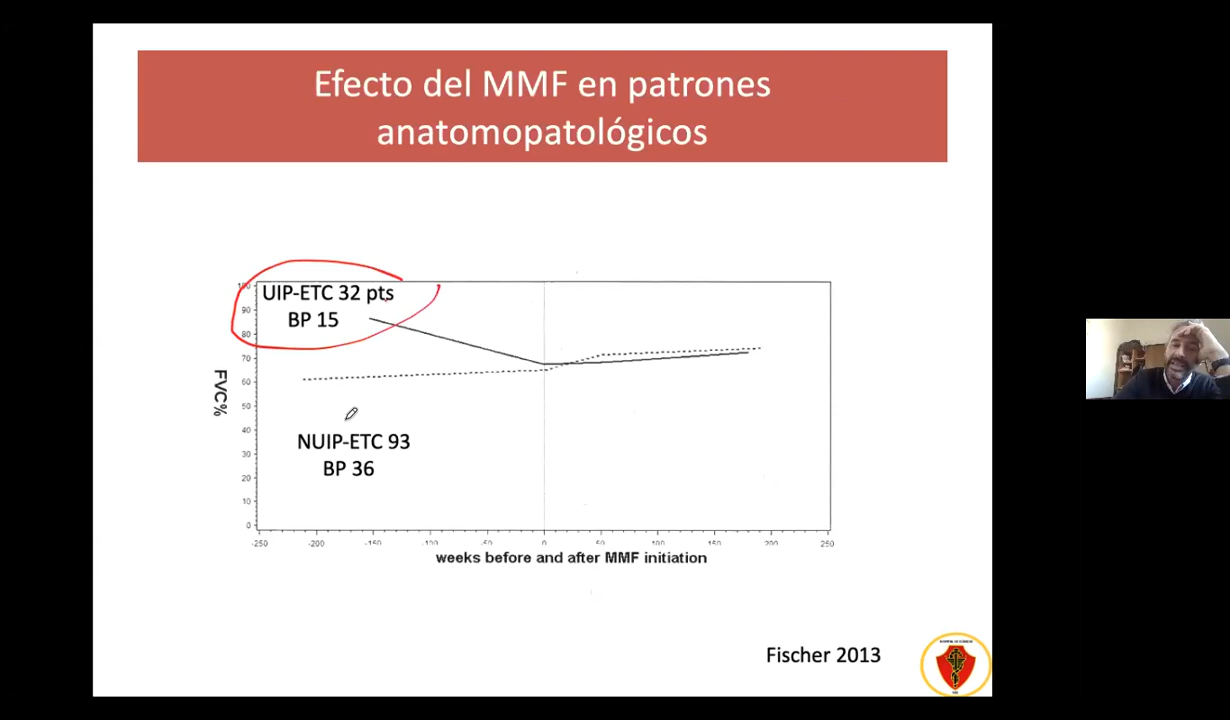 Efecto del MMF en patrones
anatomopatológicos
UIP-ETC 32 pts
BP 15
NUIP-ETC 93
BP 36
FVC%
100
90
80
70
60
50
40
30
20
10
0
-250
-200
-150
-100
-50
0
50
100
150
200
250
weeks before and after MMF initiation
Fischer 2013